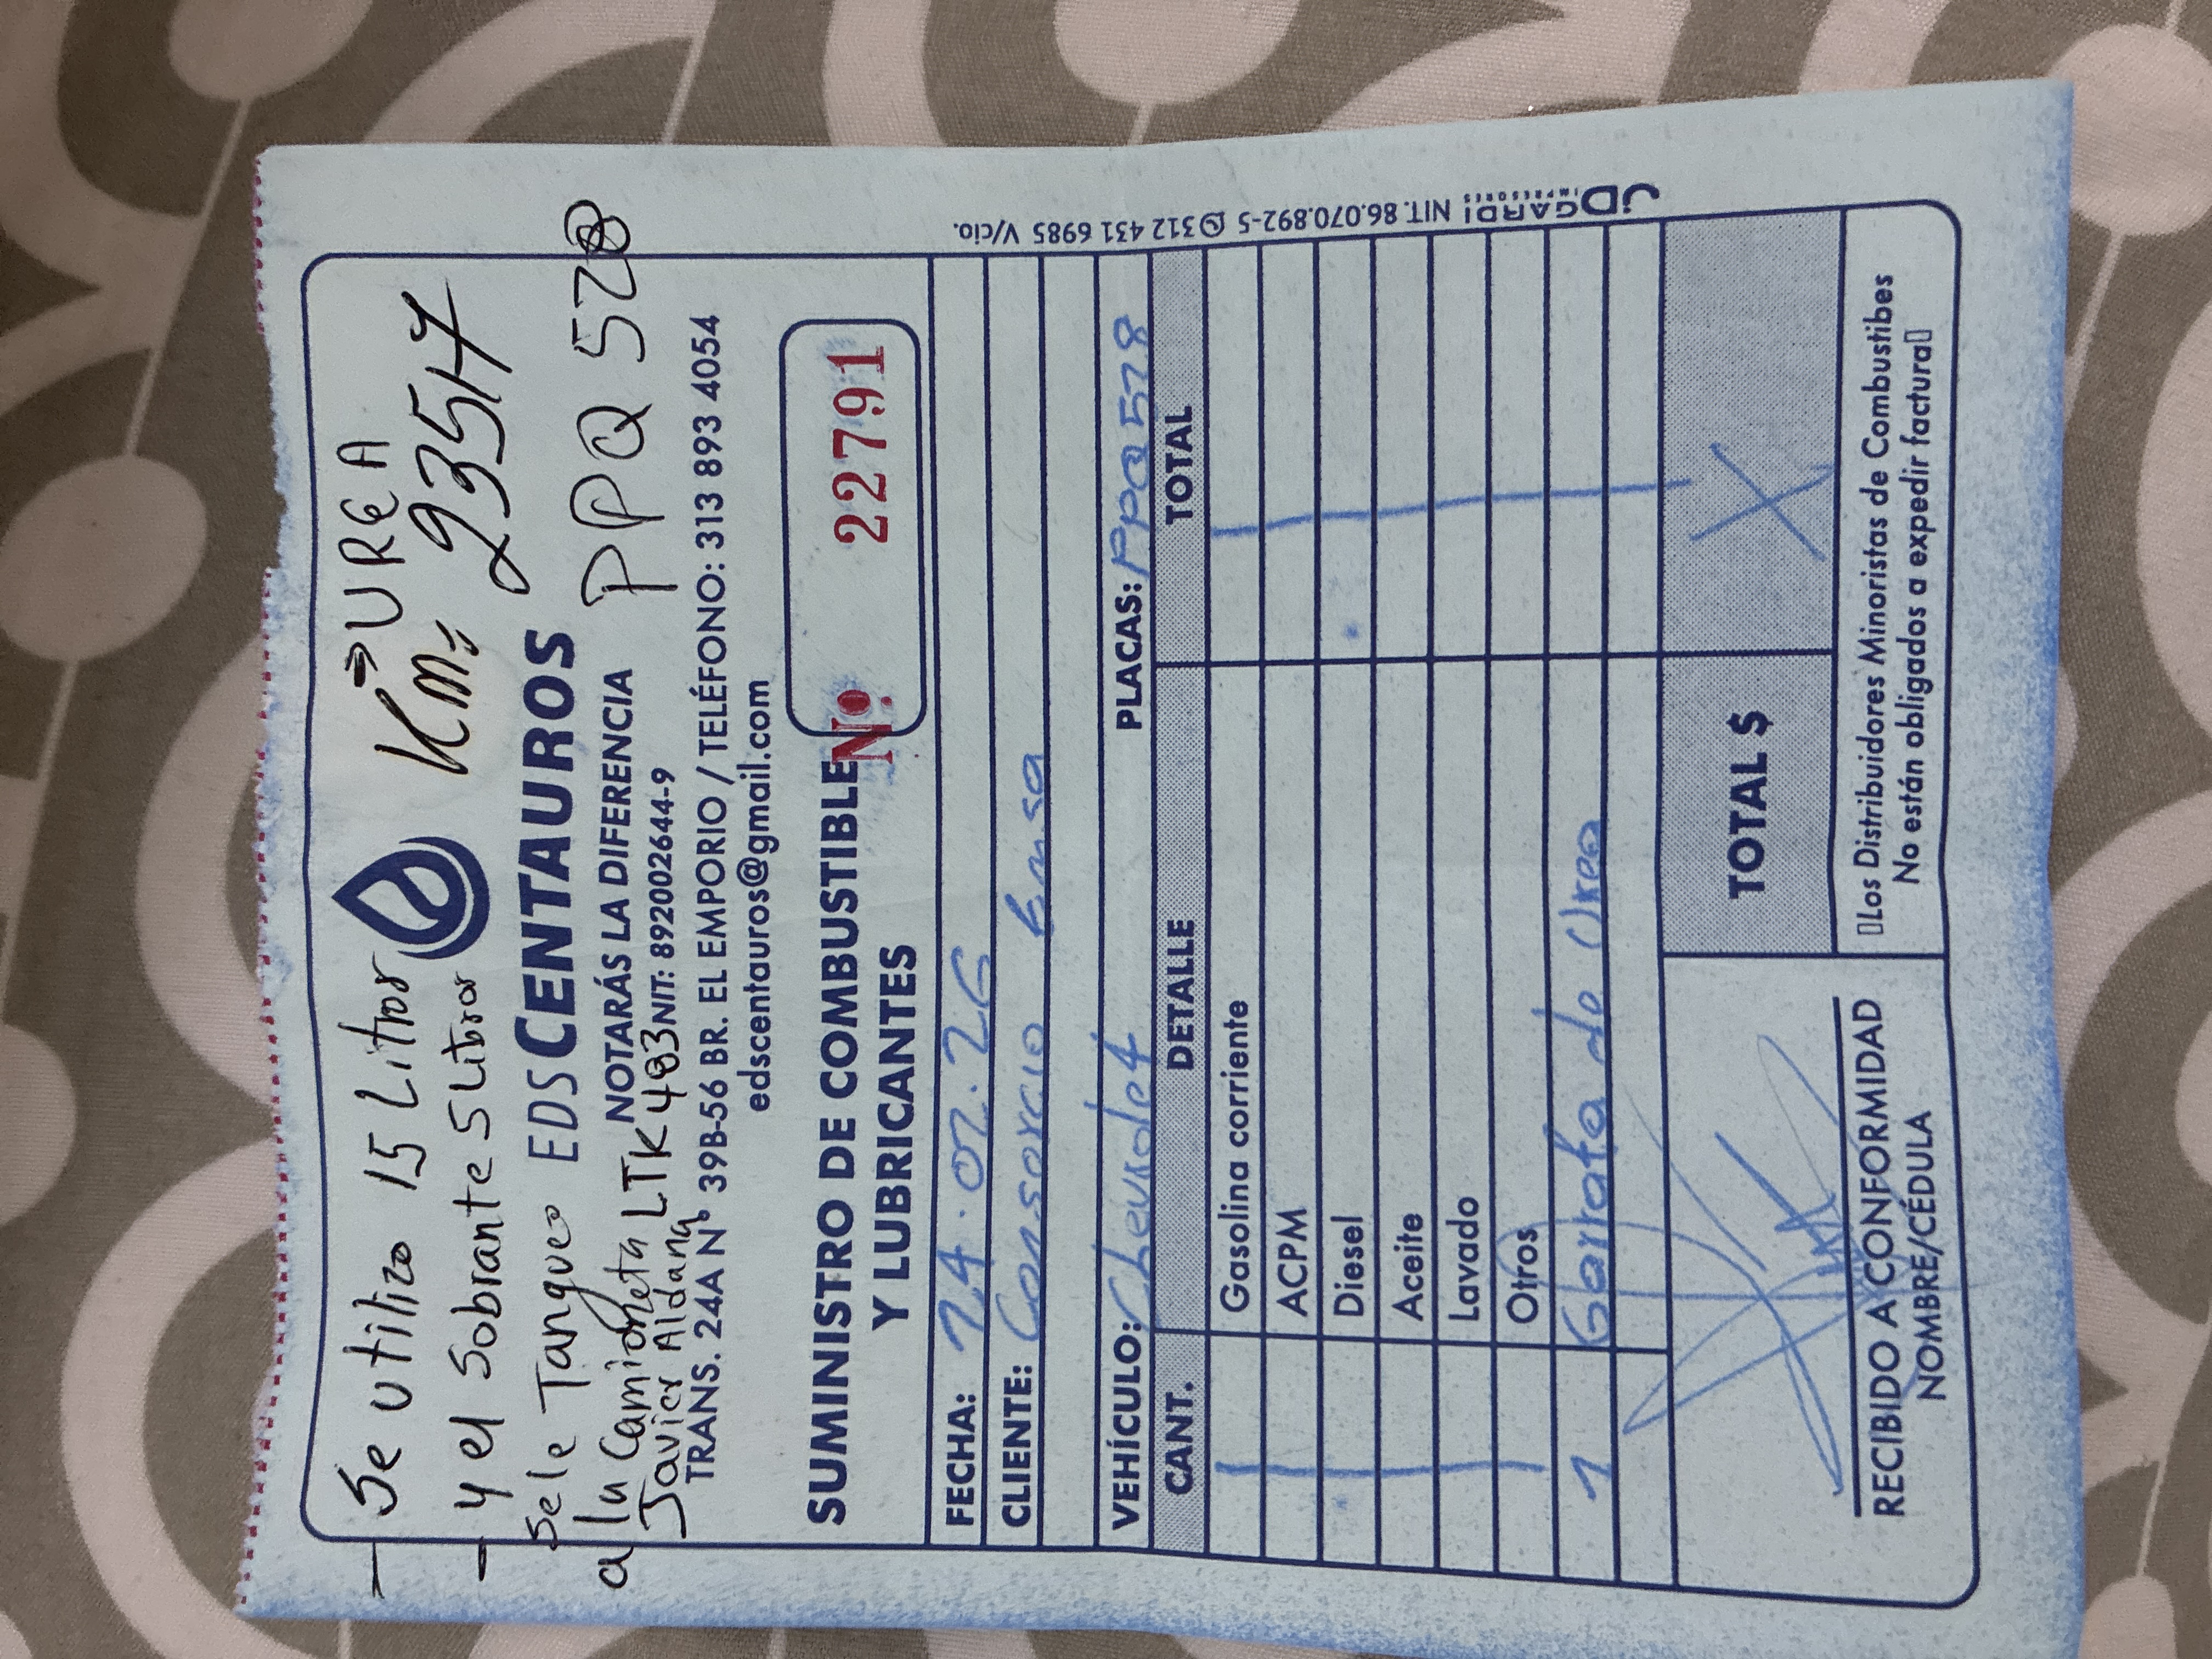 - Se utilizo 15 Litros ⇒ UREA
- y el Sobrante 5 Litros Km: 93517
Se le Tanqueo EDS CENTAUROS
a la Camioneta LTK 483 NOTARÁS LA DIFERENCIA PPQ 528
Javier Aldana NIT: 892002644-9
TRANS. 24A N° 39B-56 BR. EL EMPORIO / TELÉFONO: 313 893 4054
edscentauros@gmail.com
SUMINISTRO DE COMBUSTIBLE
Y LUBRICANTES
N° 22791
FECHA: 24.02.26
CLIENTE: Consorcio
VEHÍCULO: Chevrolet PLACAS: PPQ528
CANT. DETALLE TOTAL
Gasolina corriente
ACPM
Diesel
Aceite
Lavado
Otros
1 Garrafa de Urea
TOTAL $ X
RECIBIDO A CONFORMIDAD
NOMBRE/CÉDULA
Los Distribuidores Minoristas de Combustibes
No están obligados a expedir factura
JD GARDI IMPRESORES NIT. 86.070.892-5 312 431 6985 V/cio.